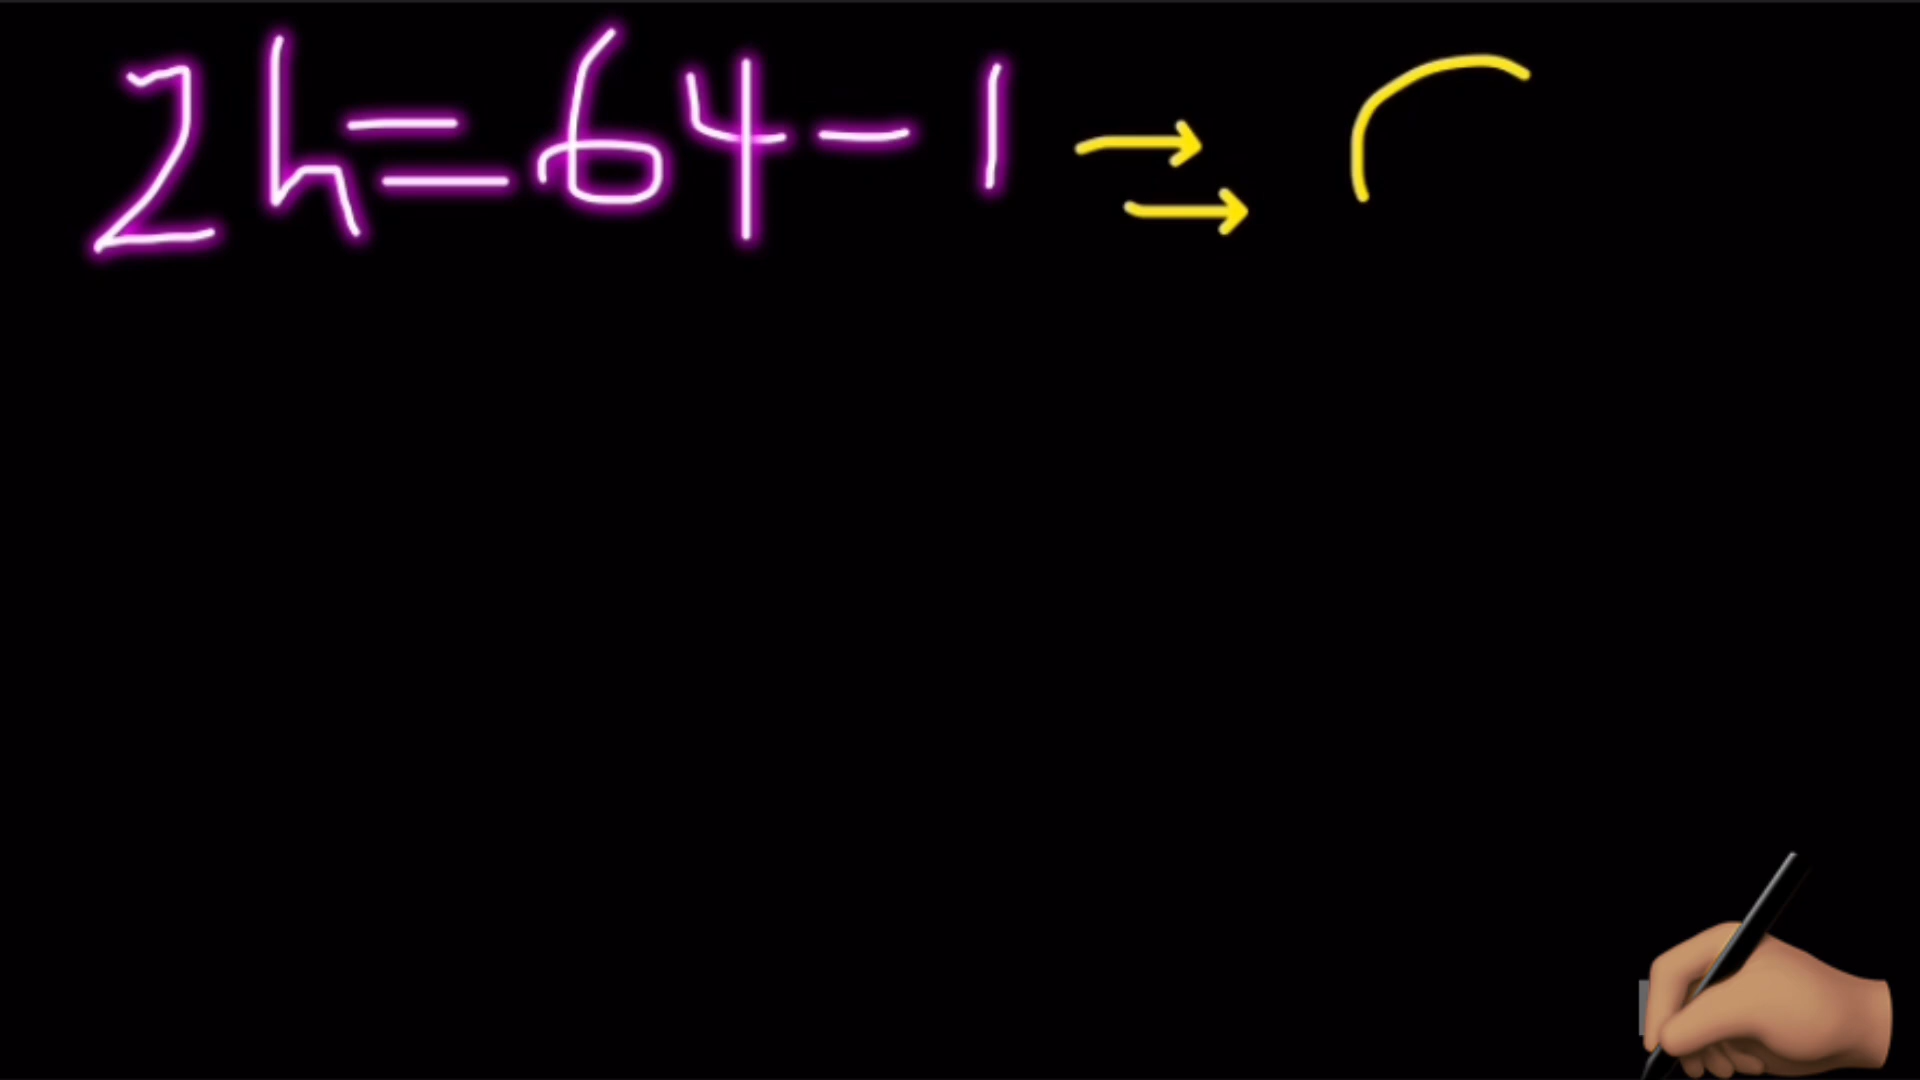 2h=64-1 →
→